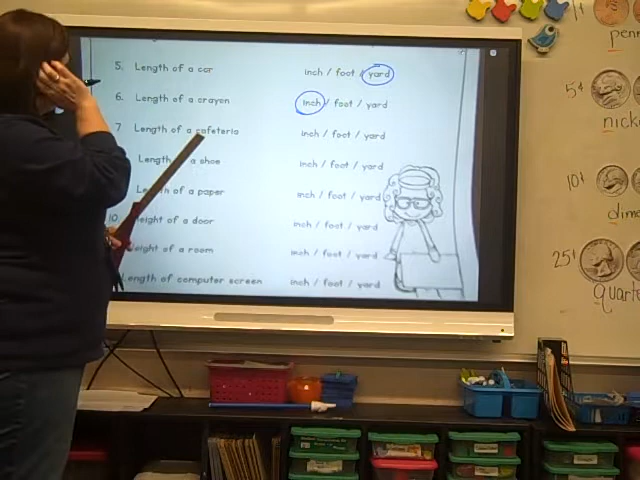 5. Length of a car inch / foot / yard
6. Length of a crayon inch / foot / yard
7 Length of a cafeteria inch / foot / yard
Length a shoe inch / foot / yard
Le h of a paper inch / foot / yard
10. eight of a door inch / foot / yard
eight of a room inch / foot / yard
Length of computer screen inch / foot / yard
1¢
penn
5¢
nick
10¢
dim
25¢
quarte